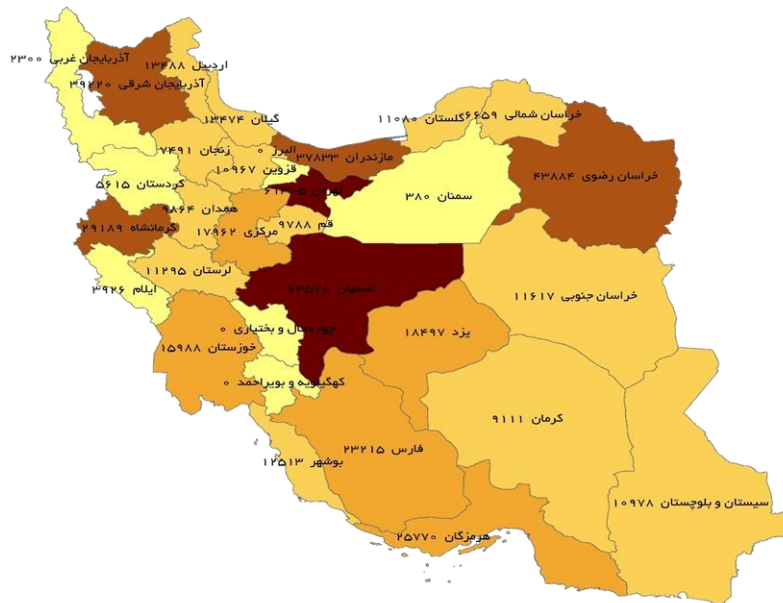 آذربایجان غربی ۲۳۰۰
اردبیل ۱۳۴۸۸
آذربایجان شرقی ۳۹۲۲۰
گیلان ۱۳۴۷۴
گلستان ۱۱۰۸۰
خراسان شمالی ۶۶۵۹
زنجان ۷۴۹۱
البرز ۰
مازندران ۳۷۸۳۳
قزوین ۱۰۹۶۷
خراسان رضوی ۴۳۸۸۴
کردستان ۵۶۱۵
تهران
سمنان ۳۸۰
همدان ۹۸۶۴
کرمانشاه ۲۹۱۸۹
مرکزی ۱۷۹۶۲
قم ۹۷۸۸
لرستان ۱۱۲۹۵
ایلام ۳۹۲۶
اصفهان ۶۳۵۷۸
خراسان جنوبی ۱۱۶۱۷
چهارمحال و بختیاری ۰
یزد ۱۸۴۹۷
خوزستان ۱۵۹۸۸
کهگیلویه و بویراحمد ۰
کرمان ۹۱۱۱
فارس ۲۳۲۱۵
بوشهر ۱۲۵۱۳
سیستان و بلوچستان ۱۰۹۷۸
هرمزگان ۲۵۷۷۰